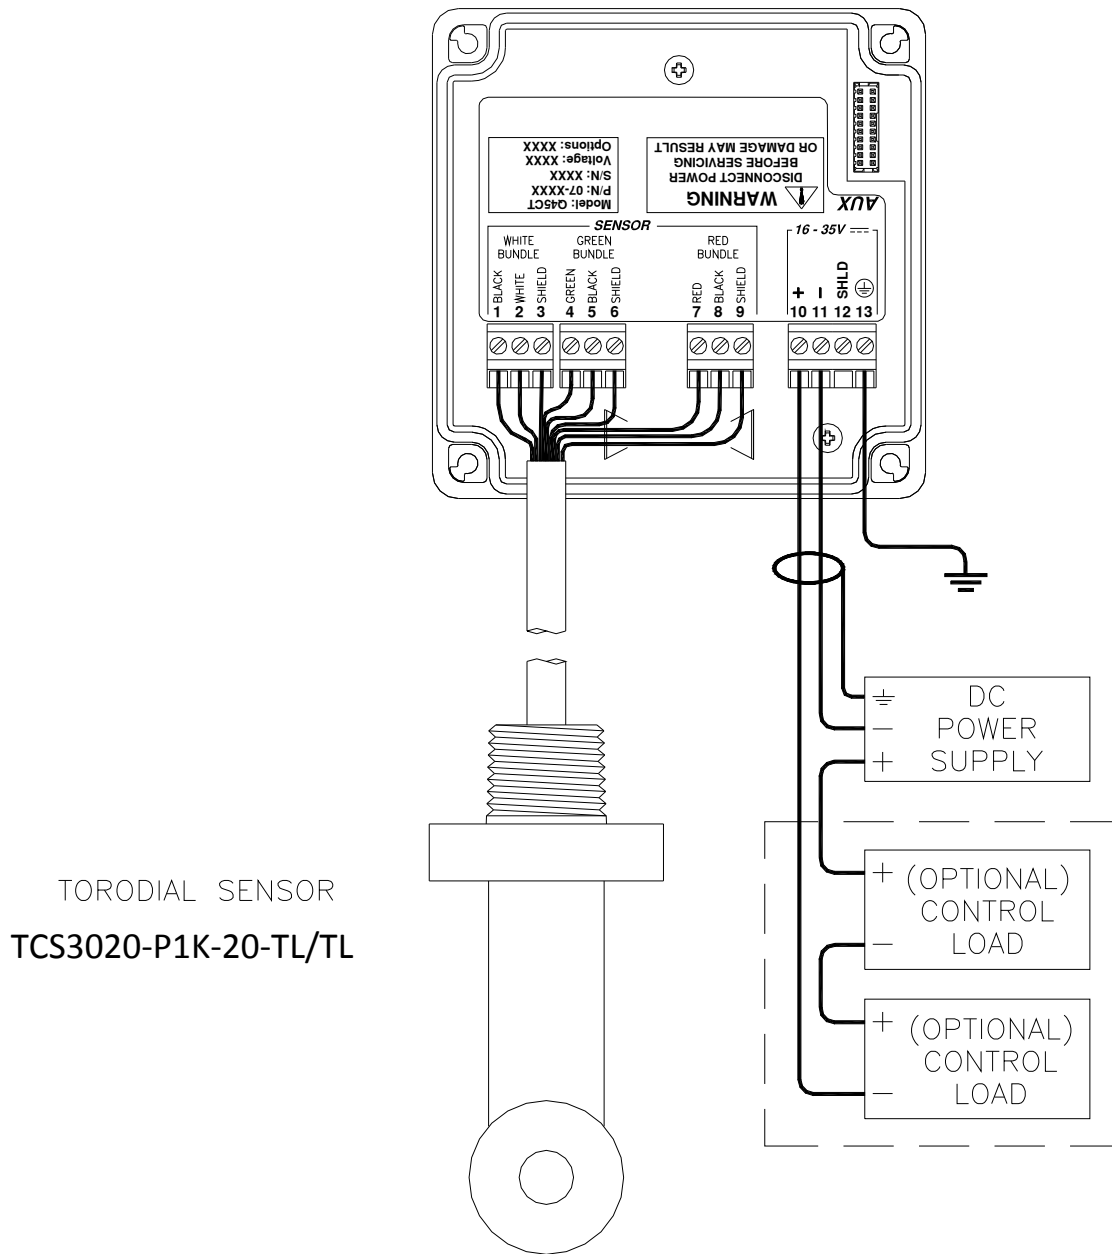 Model: Q45CT
P/N: 07-XXXX
S/N: XXXX
Voltage: XXXX
Options: XXXX
WARNING
DISCONNECT POWER
BEFORE SERVICING
OR DAMAGE MAY RESULT
AUX
SENSOR
16 - 35V
WHITE
BUNDLE
GREEN
BUNDLE
RED
BUNDLE
BLACK
WHITE
SHIELD
GREEN
BLACK
SHIELD
RED
BLACK
SHIELD
+
−
SHLD
1 2 3 4 5 6 7 8 9 10 11 12 13
DC
POWER
SUPPLY
−
+
+
(OPTIONAL)
CONTROL
LOAD
−
+
(OPTIONAL)
CONTROL
LOAD
−
TORODIAL SENSOR
TCS3020-P1K-20-TL/TL